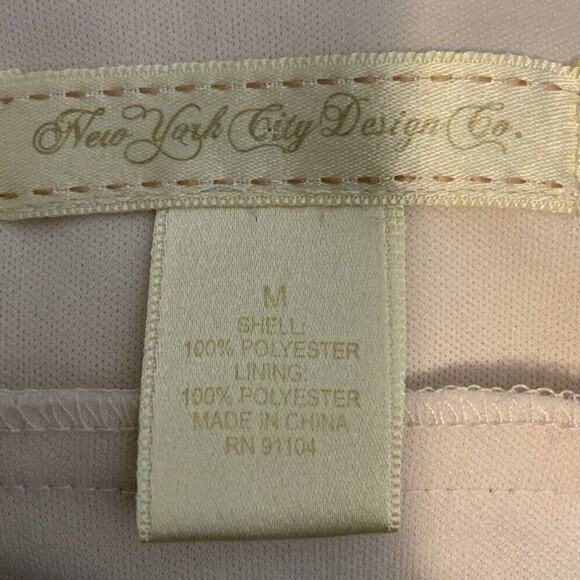 New York City Design Co.
M
SHELL:
100% POLYESTER
LINING:
100% POLYESTER
MADE IN CHINA
RN 91104